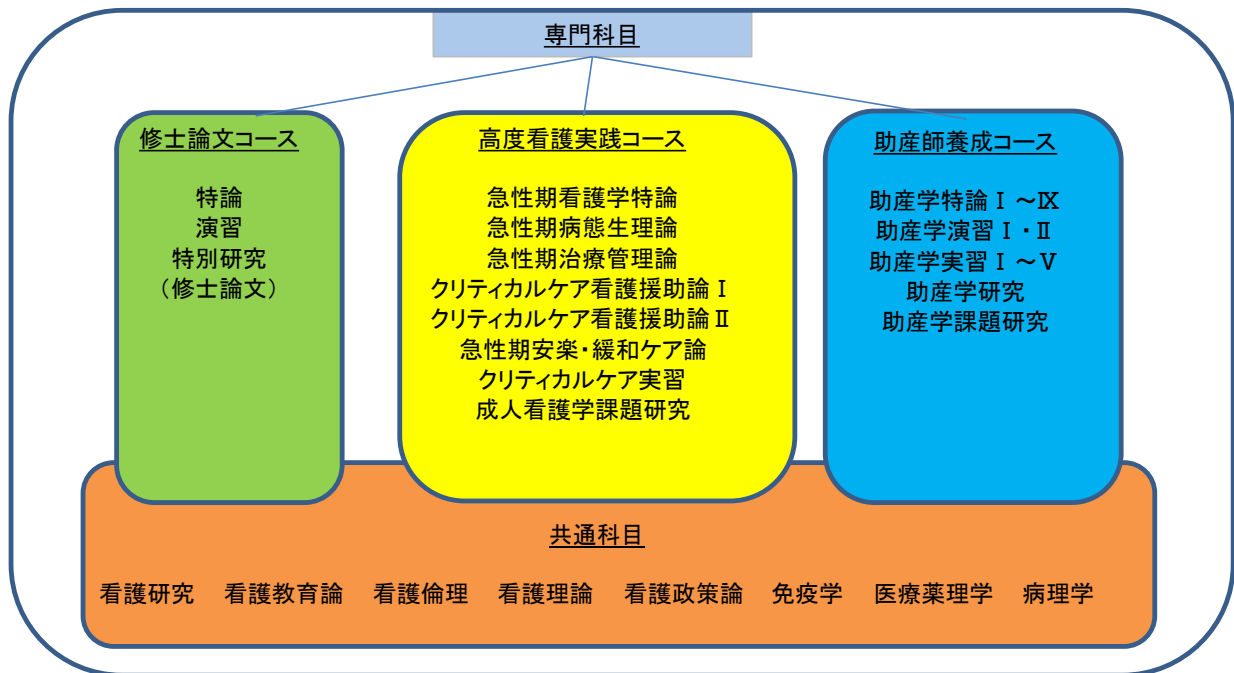 専門科目
修士論文コース
特論
演習
特別研究
（修士論文）
高度看護実践コース
急性期看護学特論
急性期病態生理論
急性期治療管理論
クリティカルケア看護援助論Ⅰ
クリティカルケア看護援助論Ⅱ
急性期安楽・緩和ケア論
クリティカルケア実習
成人看護学課題研究
助産師養成コース
助産学特論Ⅰ～Ⅸ
助産学演習Ⅰ・Ⅱ
助産学実習Ⅰ～Ⅴ
助産学研究
助産学課題研究
共通科目
看護研究 看護教育論 看護倫理 看護理論 看護政策論 免疫学 医療薬理学 病理学